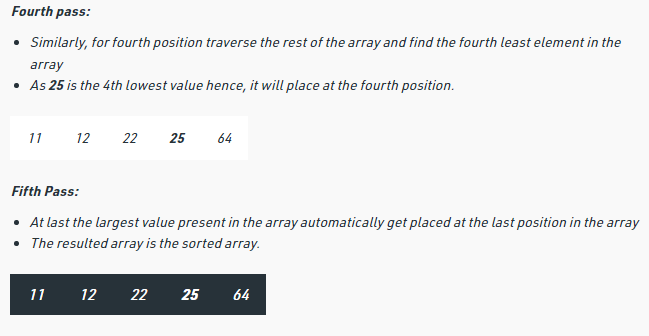 Fourth pass:
• Similarly, for fourth position traverse the rest of the array and find the fourth least element in the
array
• As 25 is the 4th lowest value hence, it will place at the fourth position.
11 12 22 25 64
Fifth Pass:
• At last the largest value present in the array automatically get placed at the last position in the array
• The resulted array is the sorted array.
11 12 22 25 64